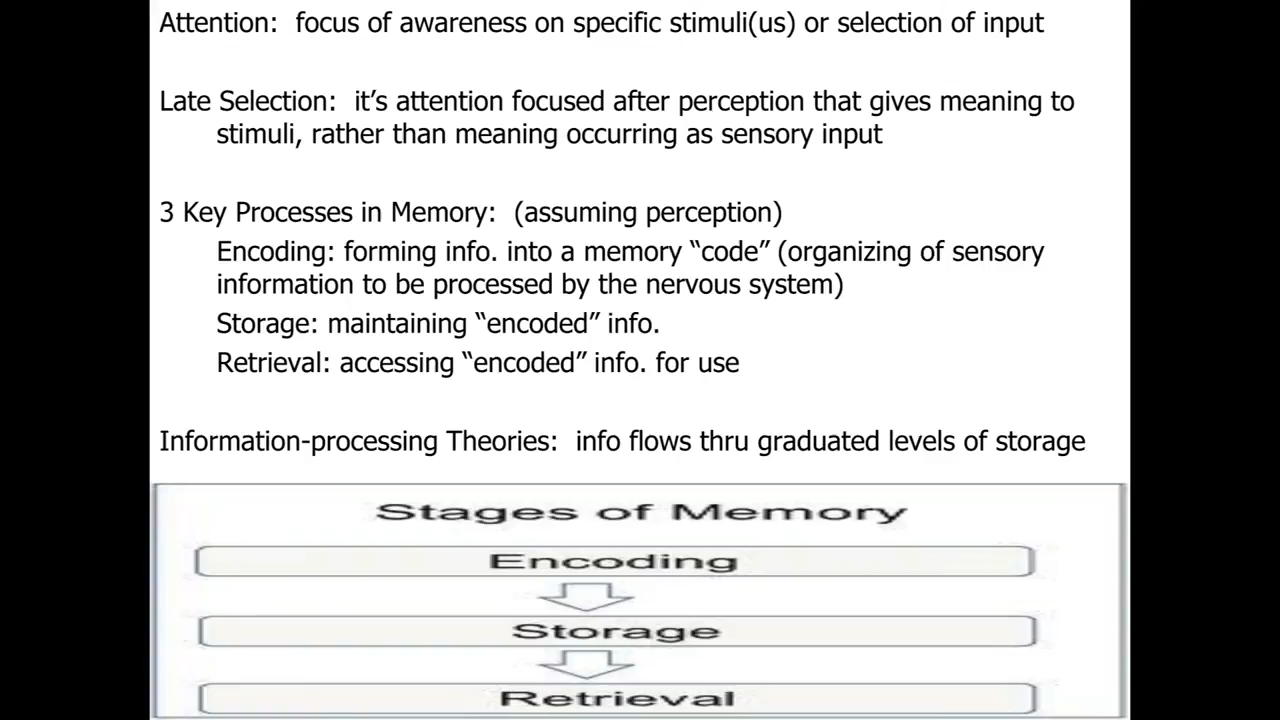 Attention:  focus of awareness on specific stimuli(us) or selection of input
Late Selection:  it’s attention focused after perception that gives meaning to
stimuli, rather than meaning occurring as sensory input
3 Key Processes in Memory:  (assuming perception)
Encoding: forming info. into a memory “code” (organizing of sensory
information to be processed by the nervous system)
Storage: maintaining “encoded” info.
Retrieval: accessing “encoded” info. for use
Information-processing Theories:  info flows thru graduated levels of storage
Stages of Memory
Encoding
Storage
Retrieval